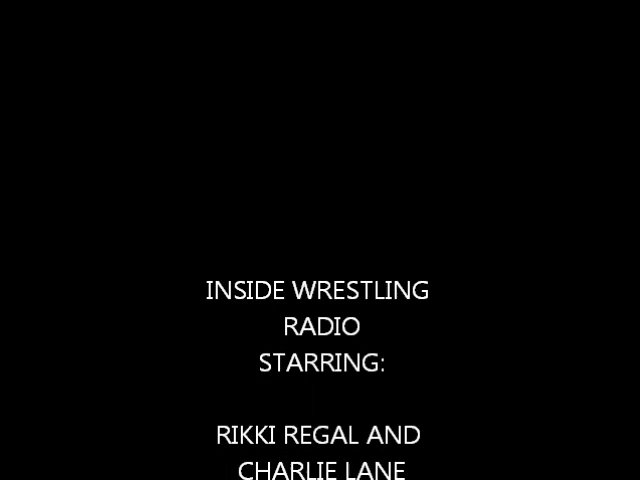 INSIDE WRESTLING
RADIO
STARRING:
RIKKI REGAL AND
CHARLIE LANE